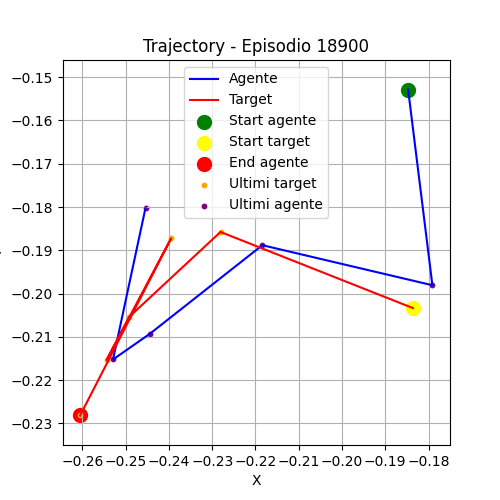 Trajectory - Episodio 18900
Agente
Target
Start agente
Start target
End agente
Ultimi target
Ultimi agente
−0.15
−0.16
−0.17
−0.18
−0.19
−0.20
−0.21
−0.22
−0.23
−0.26 −0.25 −0.24 −0.23 −0.22 −0.21 −0.20 −0.19 −0.18
X